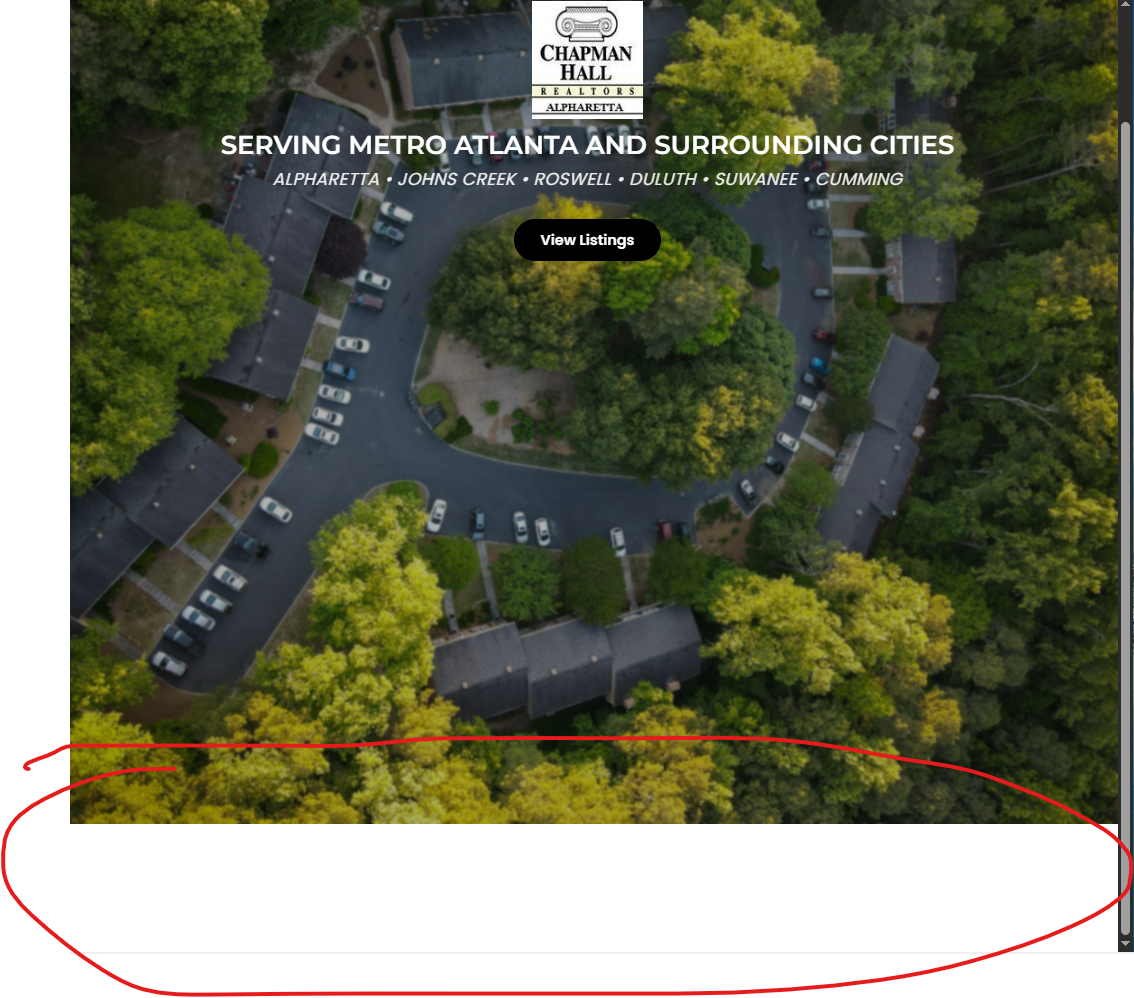 CHAPMAN
HALL
REALTORS
ALPHARETTA
SERVING METRO ATLANTA AND SURROUNDING CITIES
ALPHARETTA • JOHNS CREEK • ROSWELL • DULUTH • SUWANEE • CUMMING
View Listings